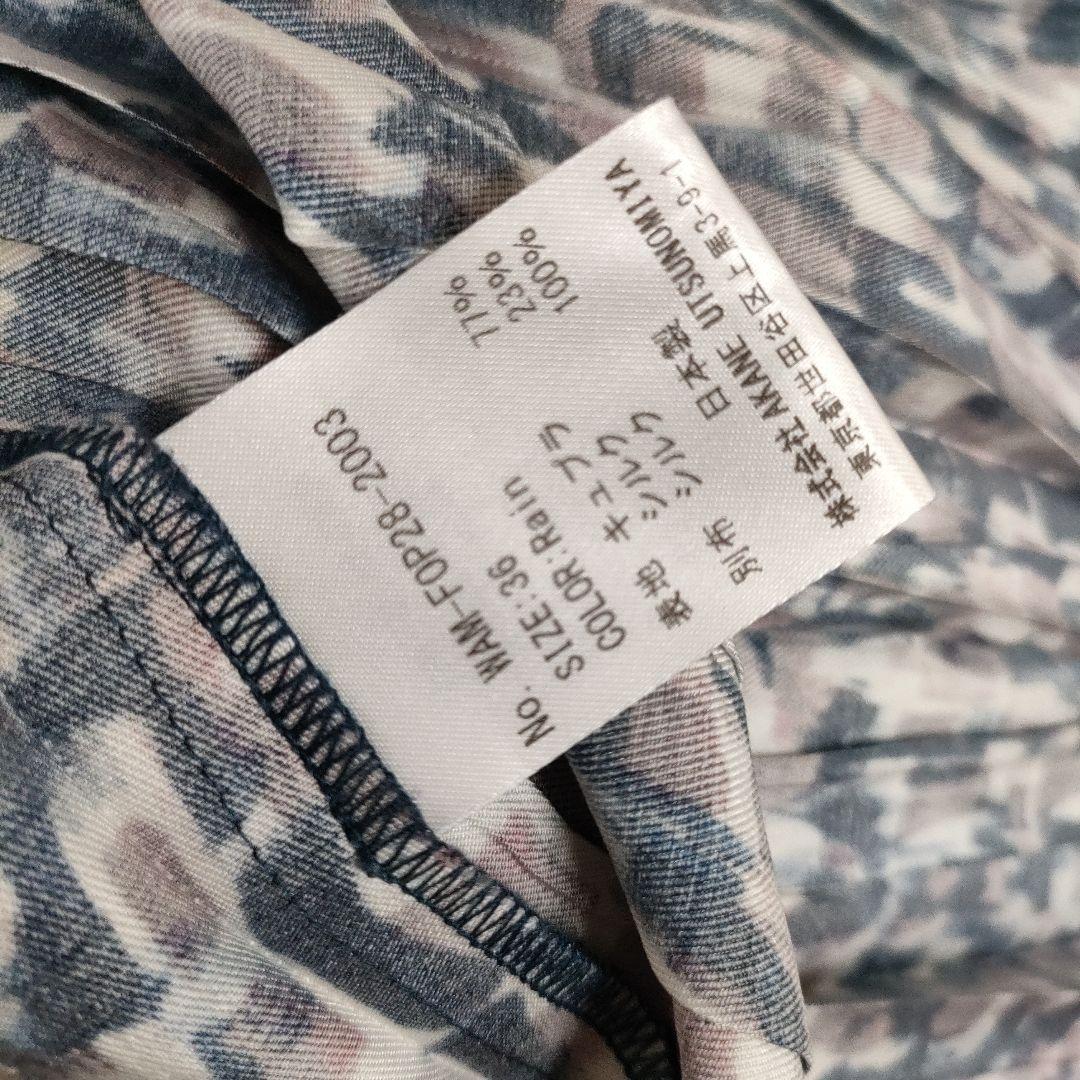 No. WAM-FOP28-2003
SIZE:36
COLOR:Rain
表地 キュプラ 77%
シルク 23%
別布 シルク 100%
日本製
株式会社 AKANE UTSUNOMIYA
東京都世田谷区上馬3-9-1